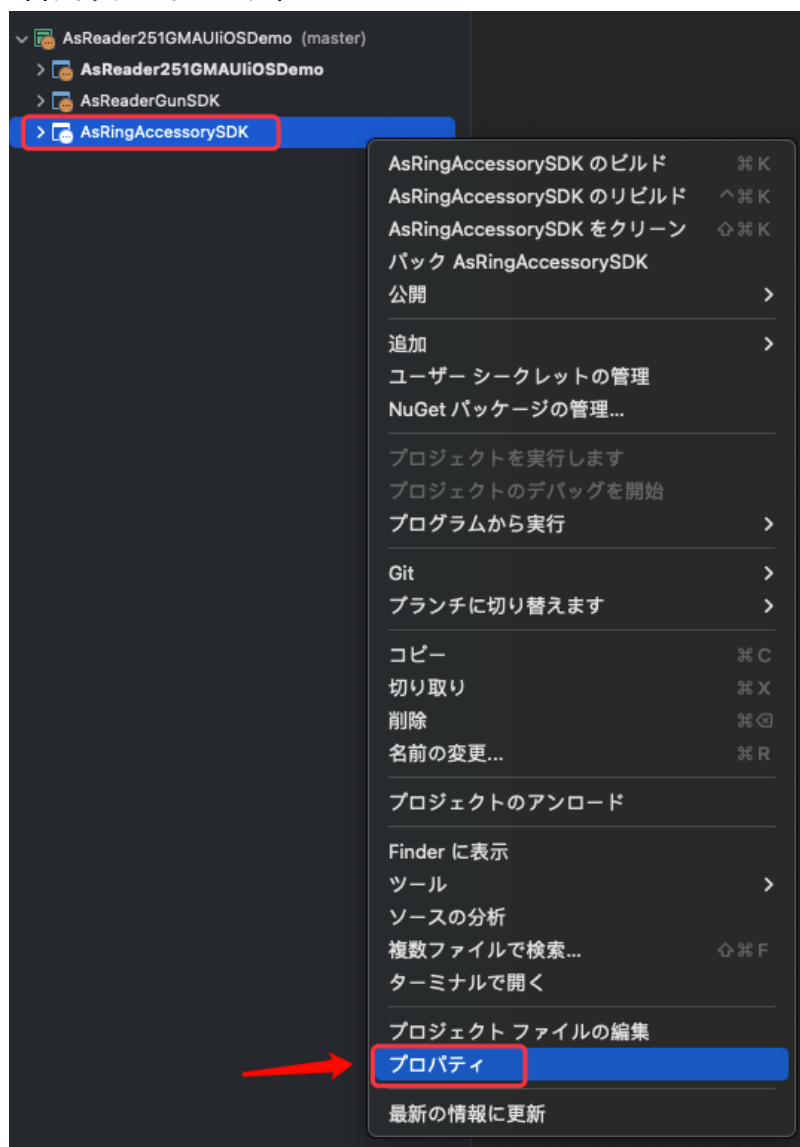 AsReader251GMAUIiOSDemo (master)
AsReader251GMAUIiOSDemo
AsReaderGunSDK
AsRingAccessorySDK
AsRingAccessorySDK のビルド ⌘ K
AsRingAccessorySDK のリビルド ^⌘ K
AsRingAccessorySDK をクリーン ⇧⌘ K
パック AsRingAccessorySDK
公開
追加
ユーザー シークレットの管理
NuGet パッケージの管理...
プロジェクトを実行します
プロジェクトのデバッグを開始
プログラムから実行
Git
ブランチに切り替えます
コピー ⌘ C
切り取り ⌘ X
削除 ⌘⌫
名前の変更... ⌘ R
プロジェクトのアンロード
Finder に表示
ツール
ソースの分析
複数ファイルで検索... ⇧⌘ F
ターミナルで開く
プロジェクト ファイルの編集
プロパティ
最新の情報に更新